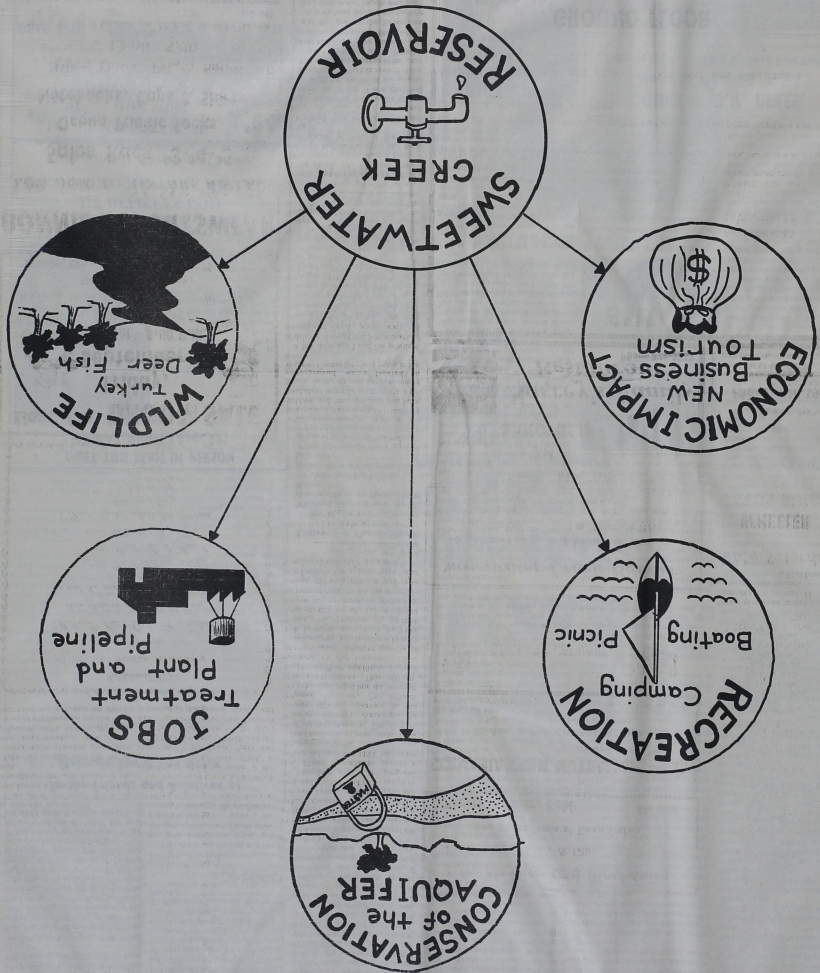 CONSERVATION
of the
AQUIFER
MASTER
RECREATION
Camping
Boating Picnic
JOBS
Treatment
Plant and
Pipeline
ECONOMIC IMPACT
NEW
Business
Tourism
$
WILDLIFE
Turkey
Deer Fish
SWEETWATER
CREEK
RESERVOIR